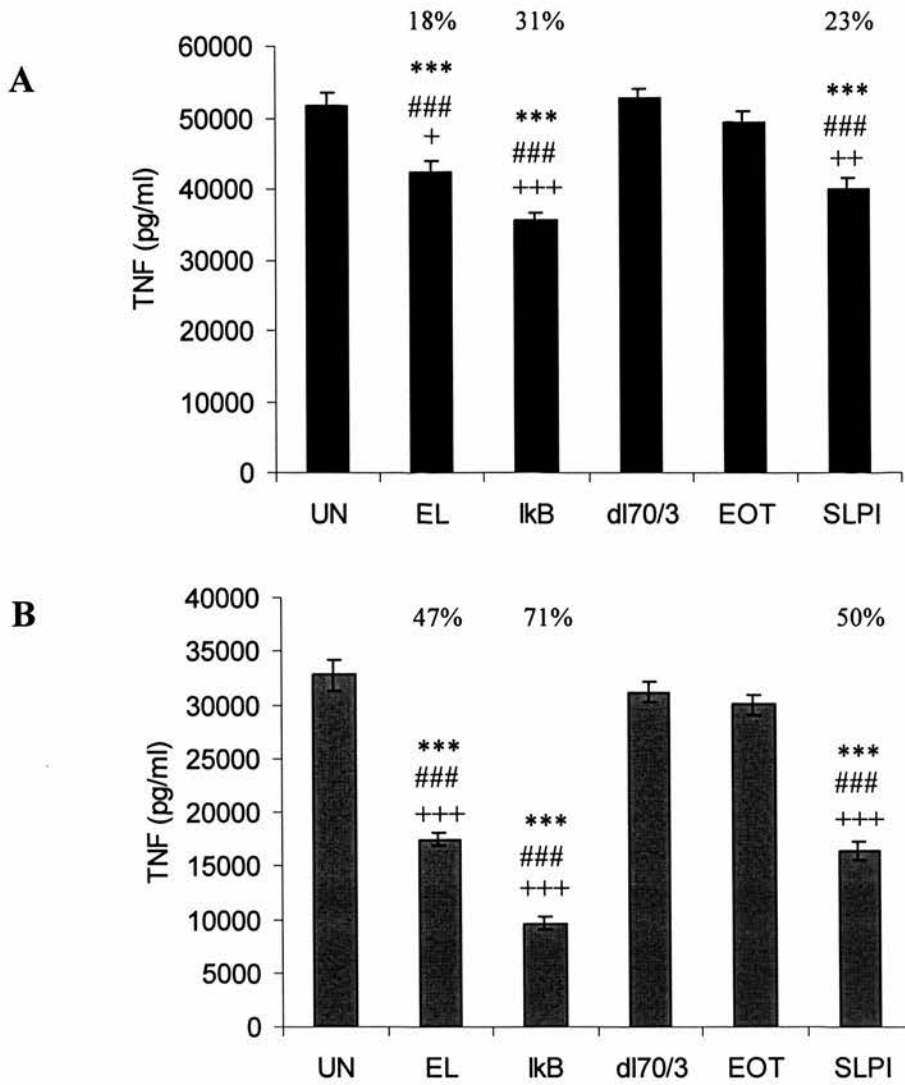 A
18% 31% 23%
60000
50000
40000
30000
20000
10000
0
TNF (pg/ml)
*** *** ***
### ### ###
+ +++ ++
UN EL IkB dl70/3 EOT SLPI
B
47% 71% 50%
40000
35000
30000
25000
20000
15000
10000
5000
0
TNF (pg/ml)
*** *** ***
### ### ###
+++ +++ +++
UN EL IkB dl70/3 EOT SLPI